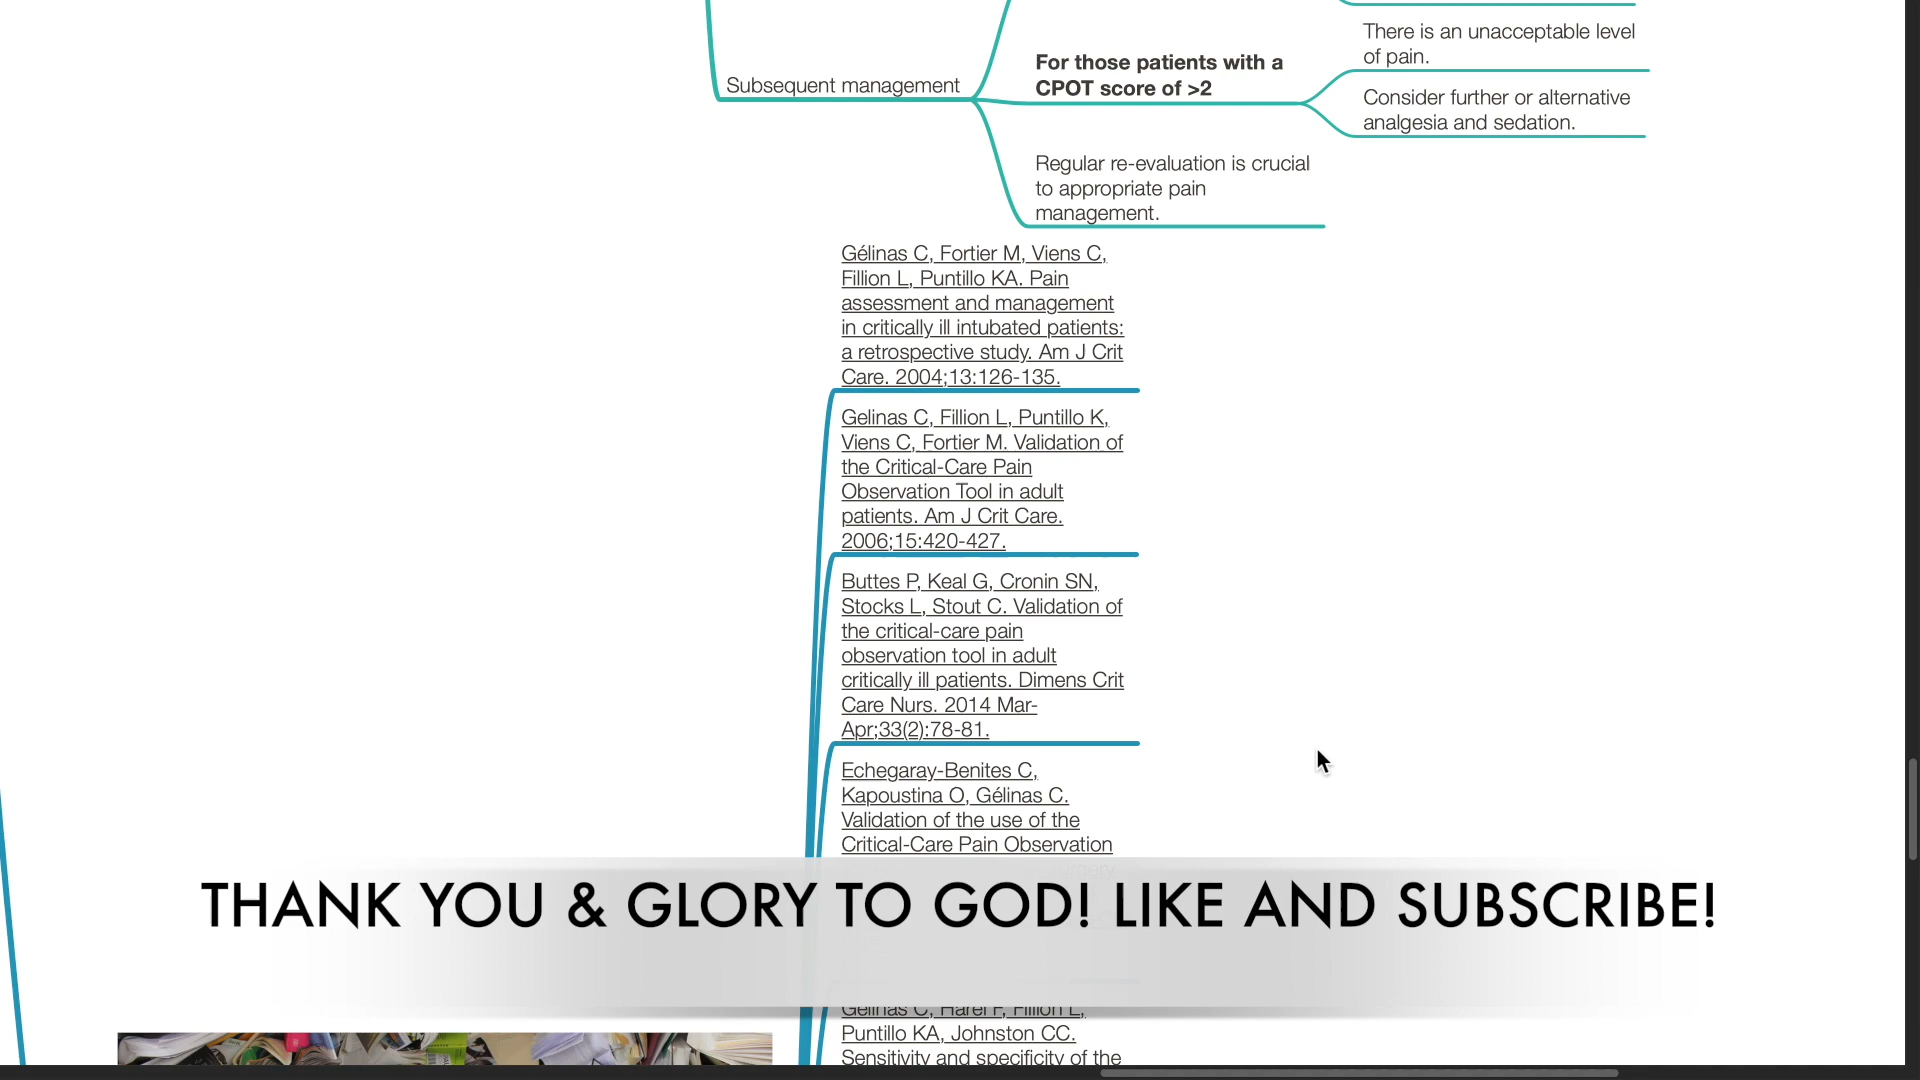 There is an unacceptable level
of pain.
For those patients with a
CPOT score of >2
Subsequent management
Consider further or alternative
analgesia and sedation.
Regular re-evaluation is crucial
to appropriate pain
management.
Gélinas C, Fortier M, Viens C,
Fillion L, Puntillo KA. Pain
assessment and management
in critically ill intubated patients:
a retrospective study. Am J Crit
Care. 2004;13:126-135.
Gelinas C, Fillion L, Puntillo K,
Viens C, Fortier M. Validation of
the Critical-Care Pain
Observation Tool in adult
patients. Am J Crit Care.
2006;15:420-427.
Buttes P, Keal G, Cronin SN,
Stocks L, Stout C. Validation of
the critical-care pain
observation tool in adult
critically ill patients. Dimens Crit
Care Nurs. 2014 Mar-
Apr;33(2):78-81.
Echegaray-Benites C,
Kapoustina O, Gélinas C.
Validation of the use of the
Critical-Care Pain Observation
THANK YOU & GLORY TO GOD! LIKE AND SUBSCRIBE!
Gélinas C, Harel F, Fillion L,
Puntillo KA, Johnston CC.
Sensitivity and specificity of the